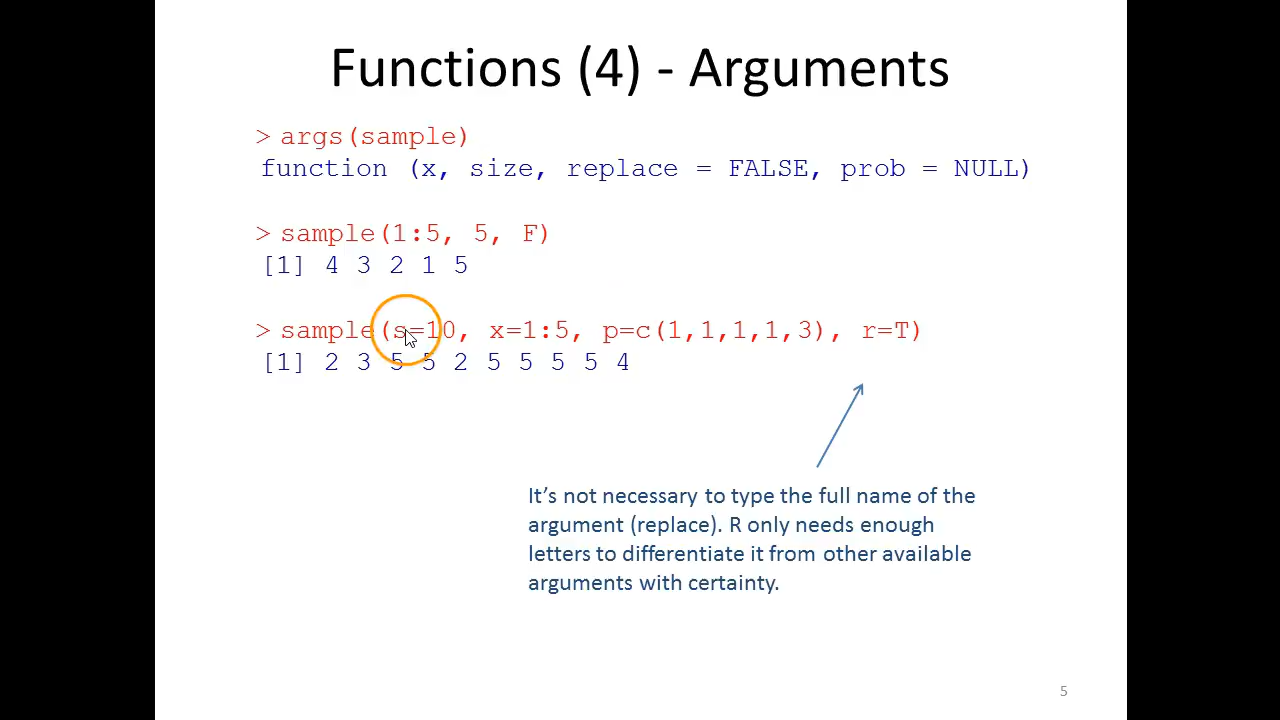 Functions (4) - Arguments
> args(sample)
function (x, size, replace = FALSE, prob = NULL)
> sample(1:5, 5, F)
[1] 4 3 2 1 5
> sample(s=10, x=1:5, p=c(1,1,1,1,3), r=T)
[1] 2 3 5 5 2 5 5 5 5 4
It’s not necessary to type the full name of the
argument (replace). R only needs enough
letters to differentiate it from other available
arguments with certainty.
5